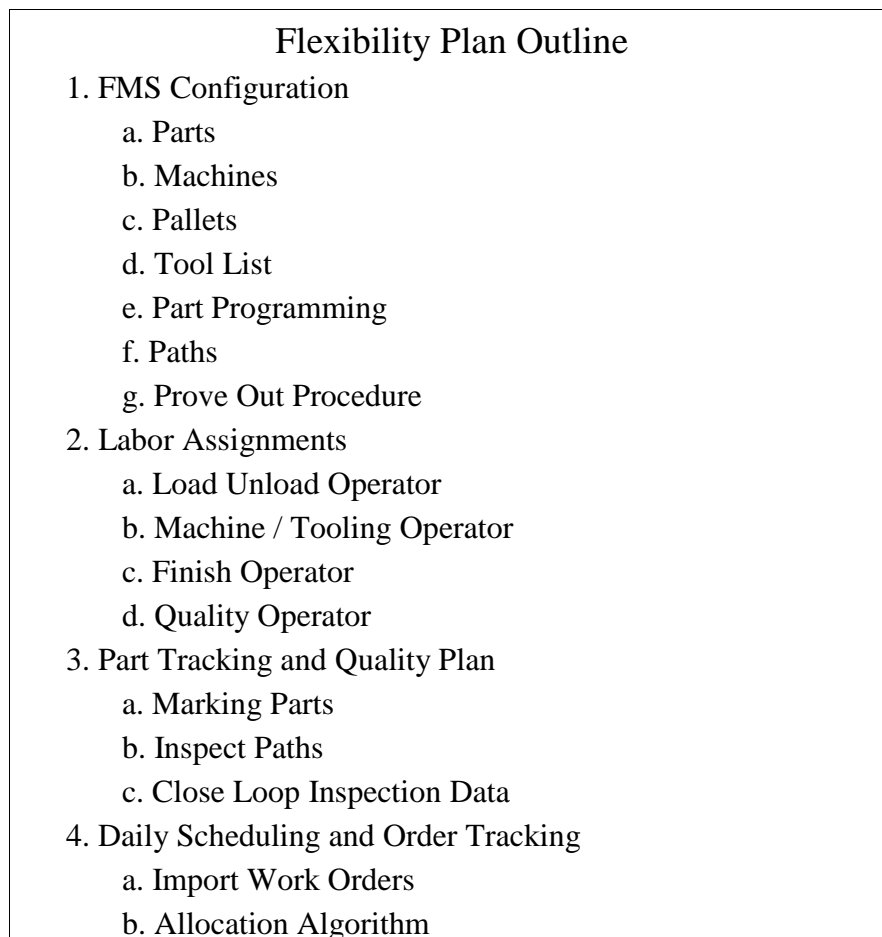 Flexibility Plan Outline
1. FMS Configuration
a. Parts
b. Machines
c. Pallets
d. Tool List
e. Part Programming
f. Paths
g. Prove Out Procedure
2. Labor Assignments
a. Load Unload Operator
b. Machine / Tooling Operator
c. Finish Operator
d. Quality Operator
3. Part Tracking and Quality Plan
a. Marking Parts
b. Inspect Paths
c. Close Loop Inspection Data
4. Daily Scheduling and Order Tracking
a. Import Work Orders
b. Allocation Algorithm